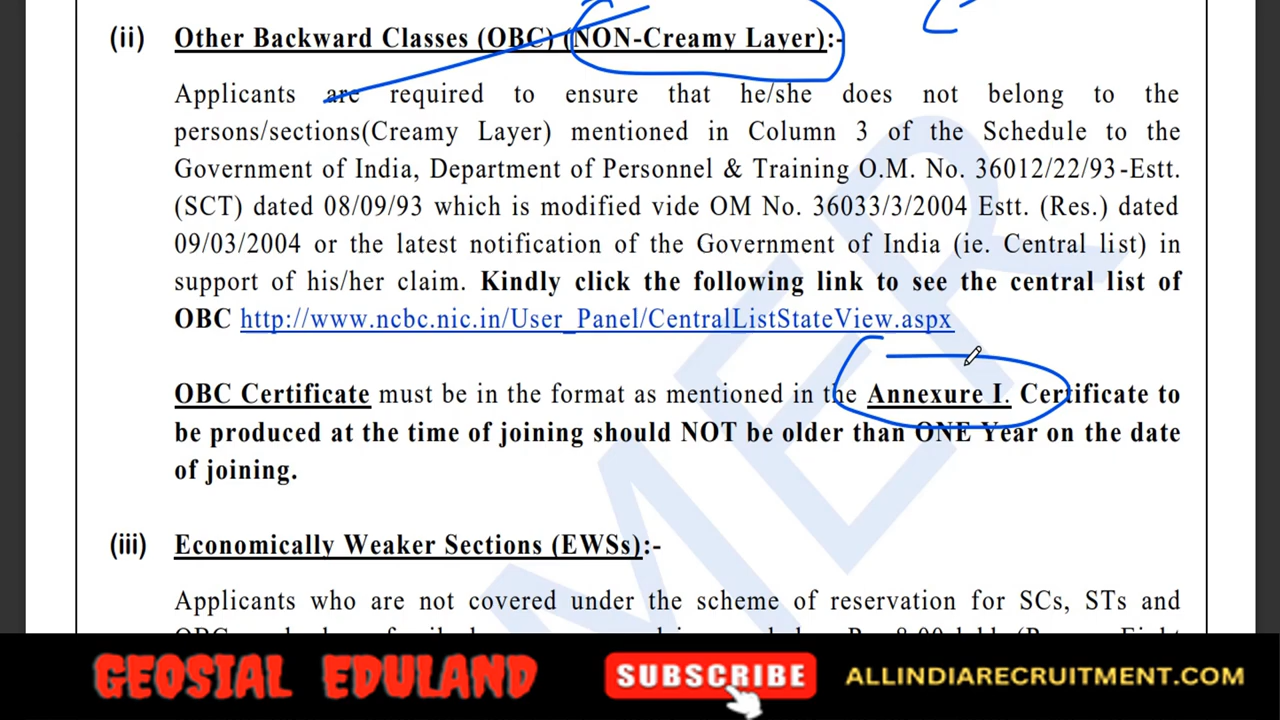 (ii) Other Backward Classes (OBC) (NON-Creamy Layer):-
Applicants are required to ensure that he/she does not belong to the
persons/sections(Creamy Layer) mentioned in Column 3 of the Schedule to the
Government of India, Department of Personnel & Training O.M. No. 36012/22/93-Estt.
(SCT) dated 08/09/93 which is modified vide OM No. 36033/3/2004 Estt. (Res.) dated
09/03/2004 or the latest notification of the Government of India (ie. Central list) in
support of his/her claim. Kindly click the following link to see the central list of
OBC http://www.ncbc.nic.in/User_Panel/CentralListStateView.aspx
OBC Certificate must be in the format as mentioned in the Annexure I. Certificate to
be produced at the time of joining should NOT be older than ONE Year on the date
of joining.
(iii) Economically Weaker Sections (EWSs):-
Applicants who are not covered under the scheme of reservation for SCs, STs and
MER
GEOSIAL EDULAND
SUBSCRIBE
ALLINDIARECRUITMENT.COM